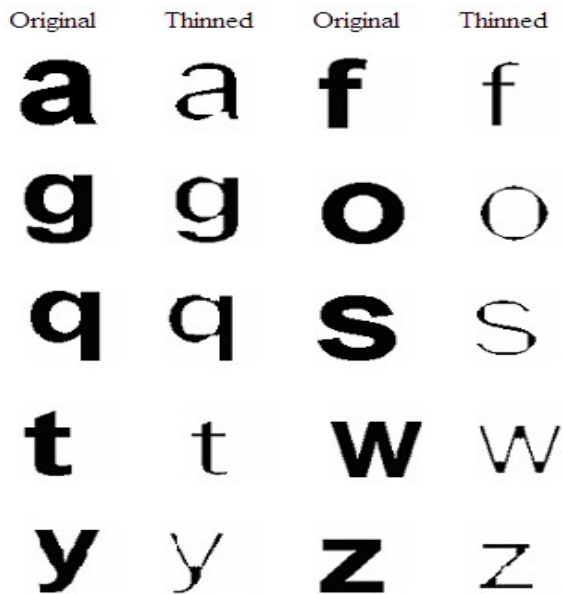 Original Thinned Original Thinned
a a f f
g g o o
q q s s
t t w w
y y z z